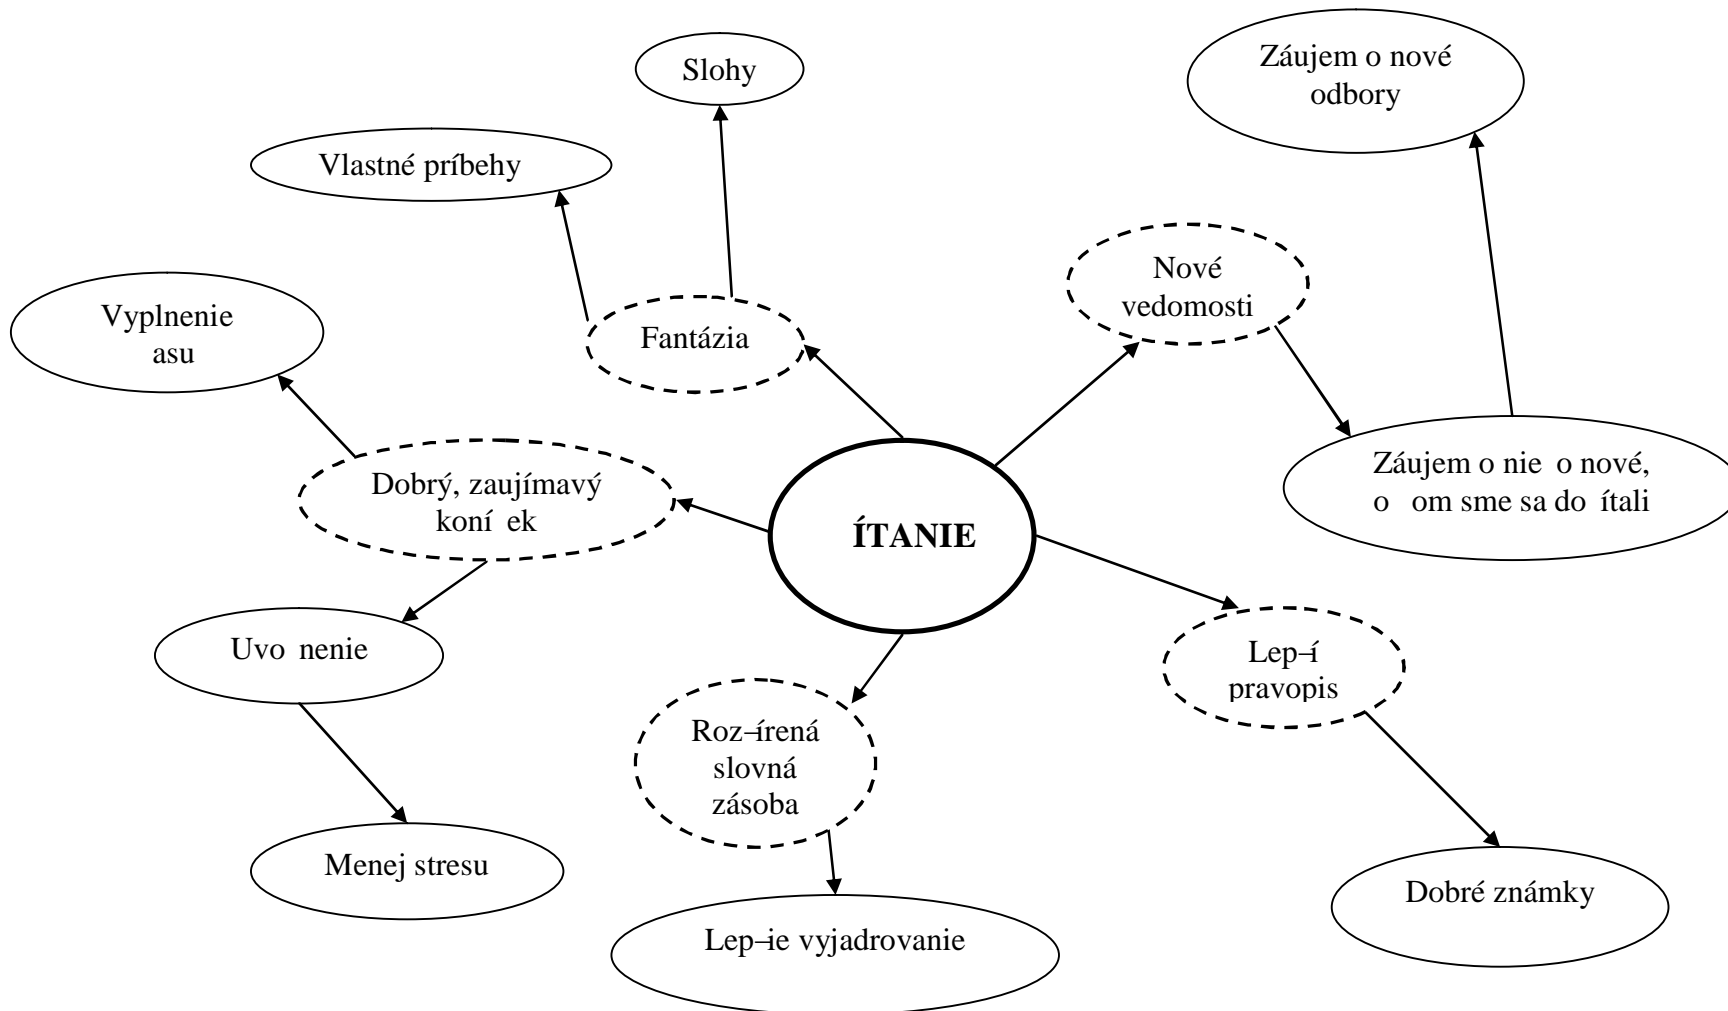 Slohy
Záujem o nové
odbory
Vlastné príbehy
Nové
vedomosti
Vyplnenie
asu
Fantázia
Dobrý, zaujímavý
koní ek
Záujem o nie o nové,
o om sme sa do ítali
ÍTANIE
Uvo nenie
Lep–í
pravopis
Roz–írená
slovná
zásoba
Menej stresu
Dobré známky
Lep–ie vyjadrovanie